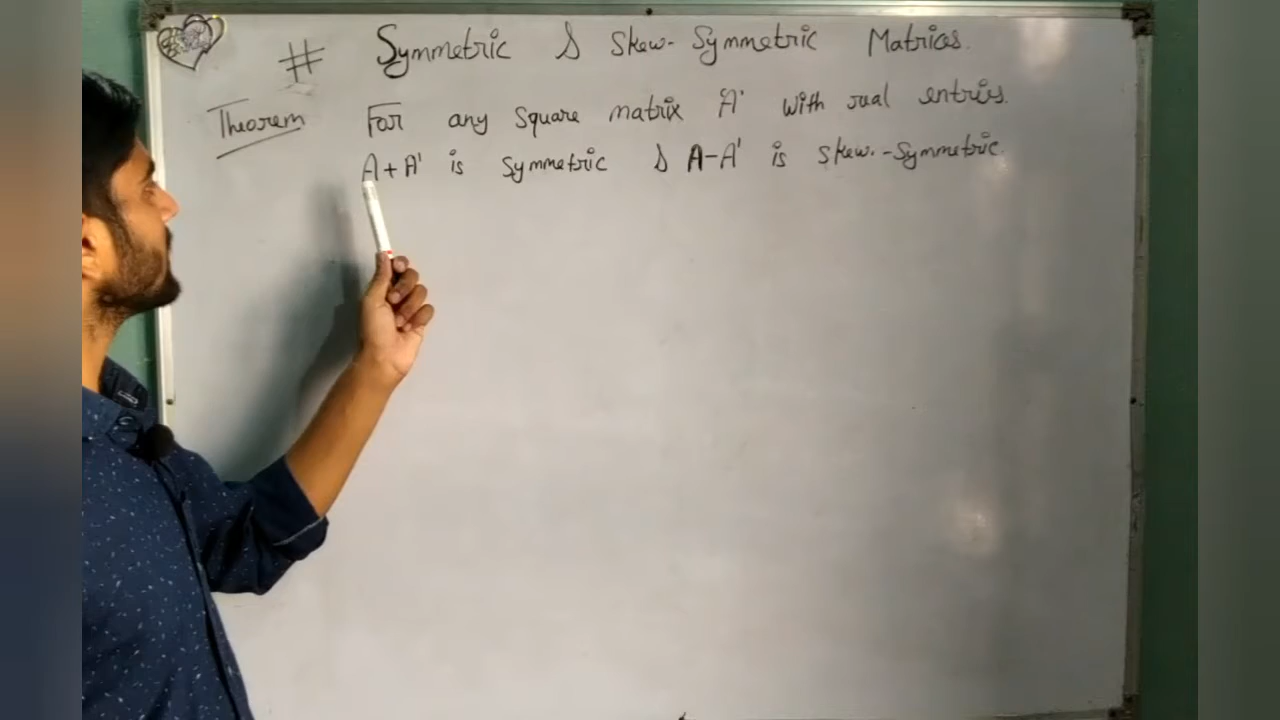 # Symmetric & Skew-Symmetric Matrices.
Theorem For any square matrix 'A' with real entries.
A+A' is symmetric & A-A' is skew-symmetric